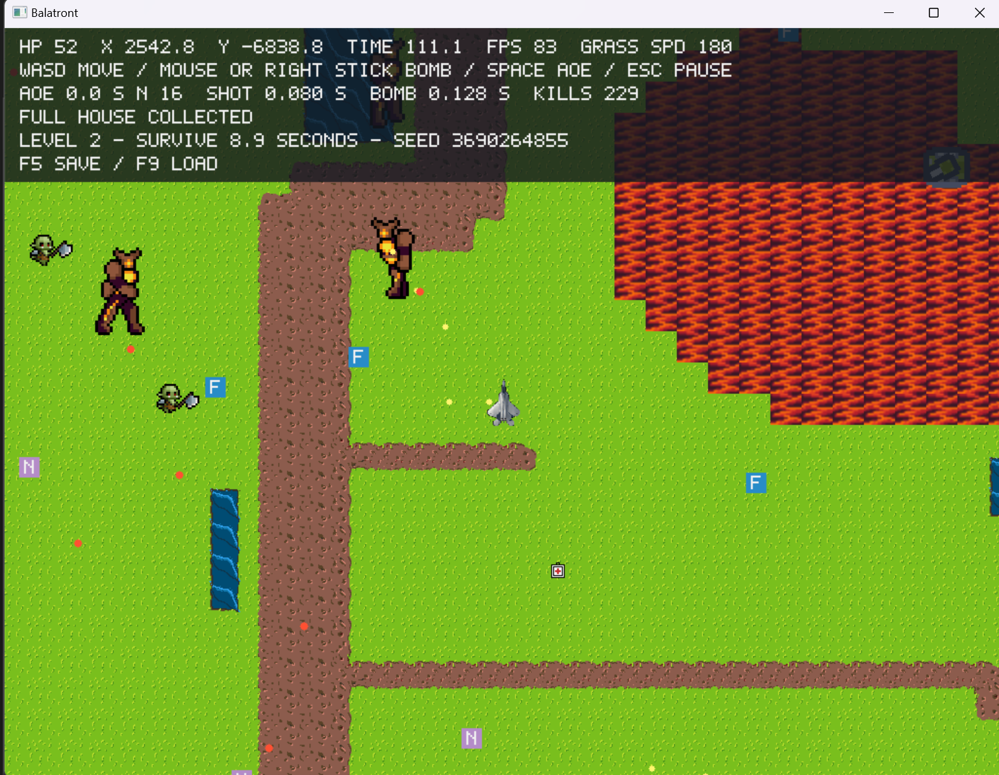 Balatront
HP 52 X 2542.8 Y -6838.8 TIME 111.1 FPS 83 GRASS SPD 180
WASD MOVE / MOUSE OR RIGHT STICK BOMB / SPACE AOE / ESC PAUSE
AOE 0.0 S N 16 SHOT 0.080 S BOMB 0.128 S KILLS 229
FULL HOUSE COLLECTED
LEVEL 2 - SURVIVE 8.9 SECONDS - SEED 3690264855
F5 SAVE / F9 LOAD
F
F
F
N
F
N